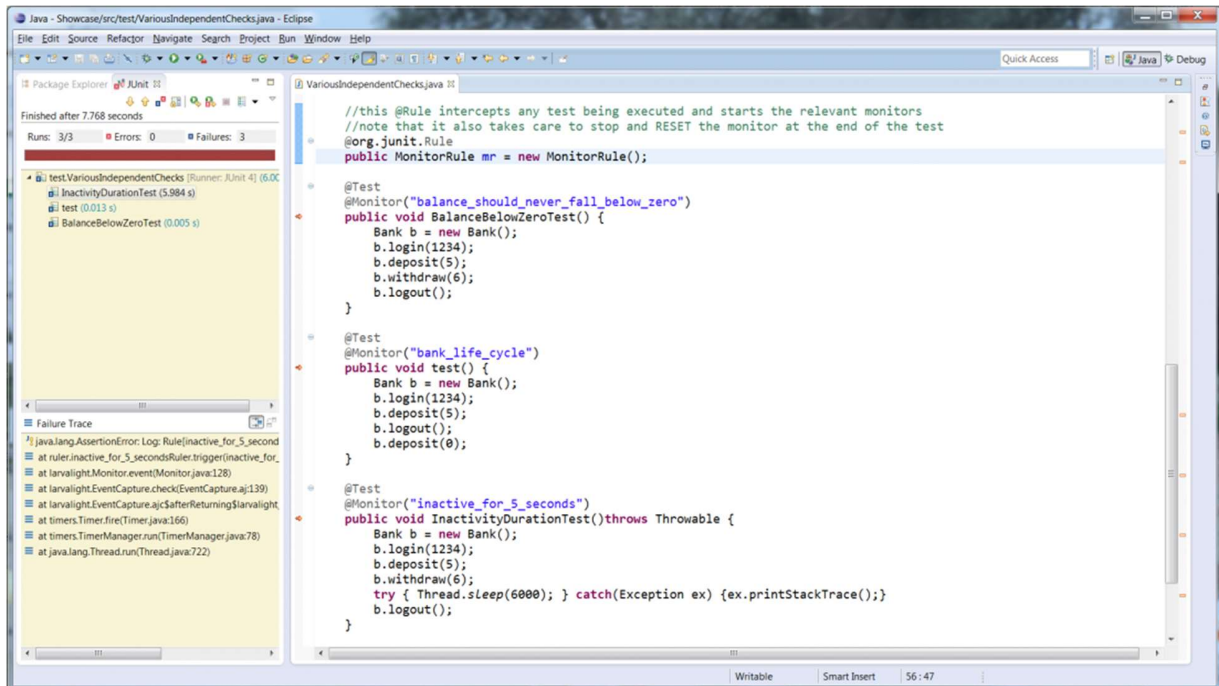 Java - Showcase/src/test/VariousIndependentChecks.java - Eclipse
File Edit Source Refactor Navigate Search Project Run Window Help
Quick Access Java Debug
Package Explorer JUnit
Finished after 7.768 seconds
Runs: 3/3 Errors: 0 Failures: 3
test.VariousIndependentChecks [Runner: JUnit 4] (6.00
InactivityDurationTest (5.984 s)
test (0.013 s)
BalanceBelowZeroTest (0.005 s)
Failure Trace
java.lang.AssertionError: Log: Rule[inactive_for_5_second
at ruler.inactive_for_5_secondsRuler.trigger(inactive_for_
at larvalight.Monitor.event(Monitor.java:128)
at larvalight.EventCapture.check(EventCapture.aj:139)
at larvalight.EventCapture.ajc$afterReturning$larvalight
at timers.Timer.fire(Timer.java:166)
at timers.TimerManager.run(TimerManager.java:78)
at java.lang.Thread.run(Thread.java:722)
VariousIndependentChecks.java
//this @Rule intercepts any test being executed and starts the relevant monitors
//note that it also takes care to stop and RESET the monitor at the end of the test
@org.junit.Rule
public MonitorRule mr = new MonitorRule();
@Test
@Monitor("balance_should_never_fall_below_zero")
public void BalanceBelowZeroTest() {
Bank b = new Bank();
b.login(1234);
b.deposit(5);
b.withdraw(6);
b.logout();
}
@Test
@Monitor("bank_life_cycle")
public void test() {
Bank b = new Bank();
b.login(1234);
b.deposit(5);
b.logout();
b.deposit(0);
}
@Test
@Monitor("inactive_for_5_seconds")
public void InactivityDurationTest()throws Throwable {
Bank b = new Bank();
b.login(1234);
b.deposit(5);
b.withdraw(6);
try { Thread.sleep(6000); } catch(Exception ex) {ex.printStackTrace();}
b.logout();
}
Writable Smart Insert 56 : 47